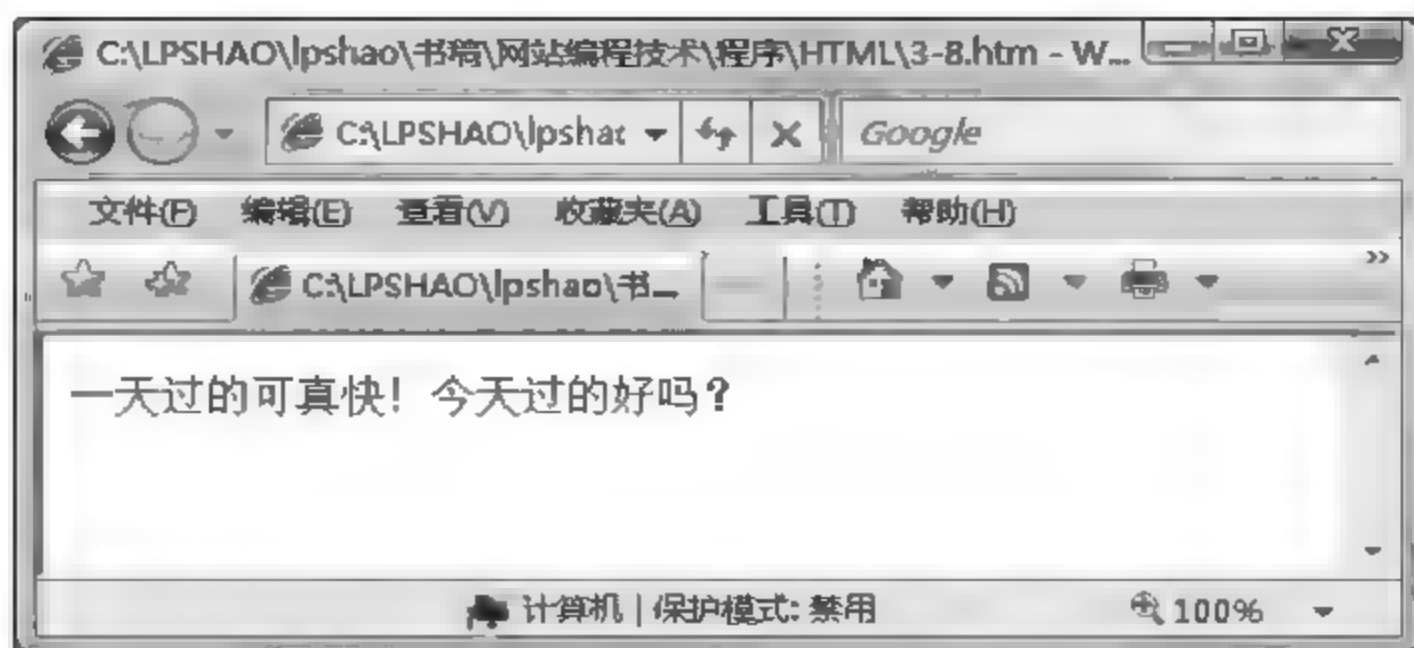 C:\LPSHAO\lpshao\书稿\网站编程技术\程序\HTML\3-8.htm - W...
C:\LPSHAO\lpshac Google
文件(F) 编辑(E) 查看(V) 收藏夹(A) 工具(T) 帮助(H)
C:\LPSHAO\lpshao\书...
一天过的可真快！今天过的好吗？
计算机 | 保护模式: 禁用 100%